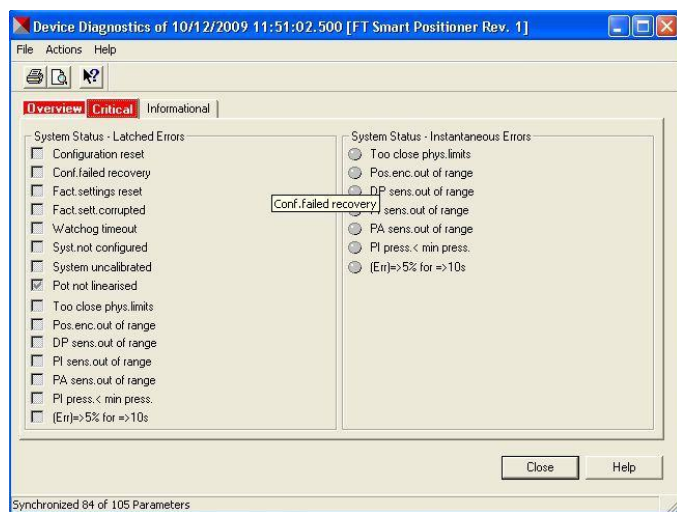 Device Diagnostics of 10/12/2009 11:51:02.500 [FT Smart Positioner Rev. 1]
File Actions Help
Overview Critical Informational
System Status - Latched Errors
Configuration reset
Conf.failed recovery
Fact.settings reset
Fact.sett.corrupted
Watchog timeout
Syst.not configured
System uncalibrated
Pot not linearised
Too close phys.limits
Pos.enc.out of range
DP sens.out of range
PI sens.out of range
PA sens.out of range
PI press.< min press.
(Err)=>5% for =>10s
System Status - Instantaneous Errors
Too close phys.limits
Pos.enc.out of range
DP sens.out of range
sens.out of range
PA sens.out of range
PI press.< min press.
(Err)=>5% for =>10s
Conf.failed recovery
Close Help
Synchronized 84 of 105 Parameters